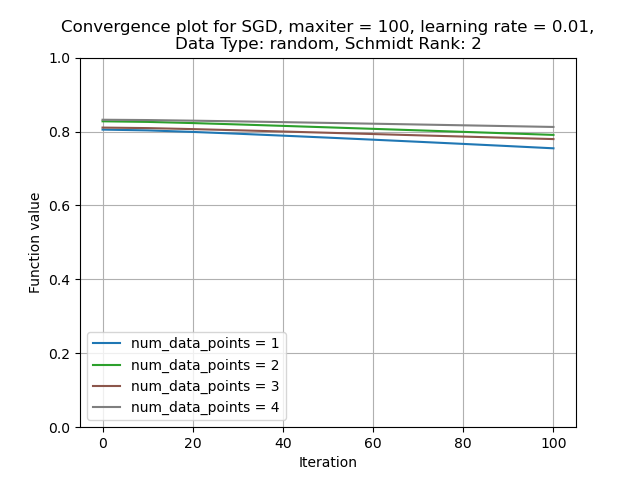 Convergence plot for SGD, maxiter = 100, learning rate = 0.01,
Data Type: random, Schmidt Rank: 2
1.0
0.8
0.6
0.4
0.2
0.0
Function value
num_data_points = 1
num_data_points = 2
num_data_points = 3
num_data_points = 4
0 20 40 60 80 100
Iteration